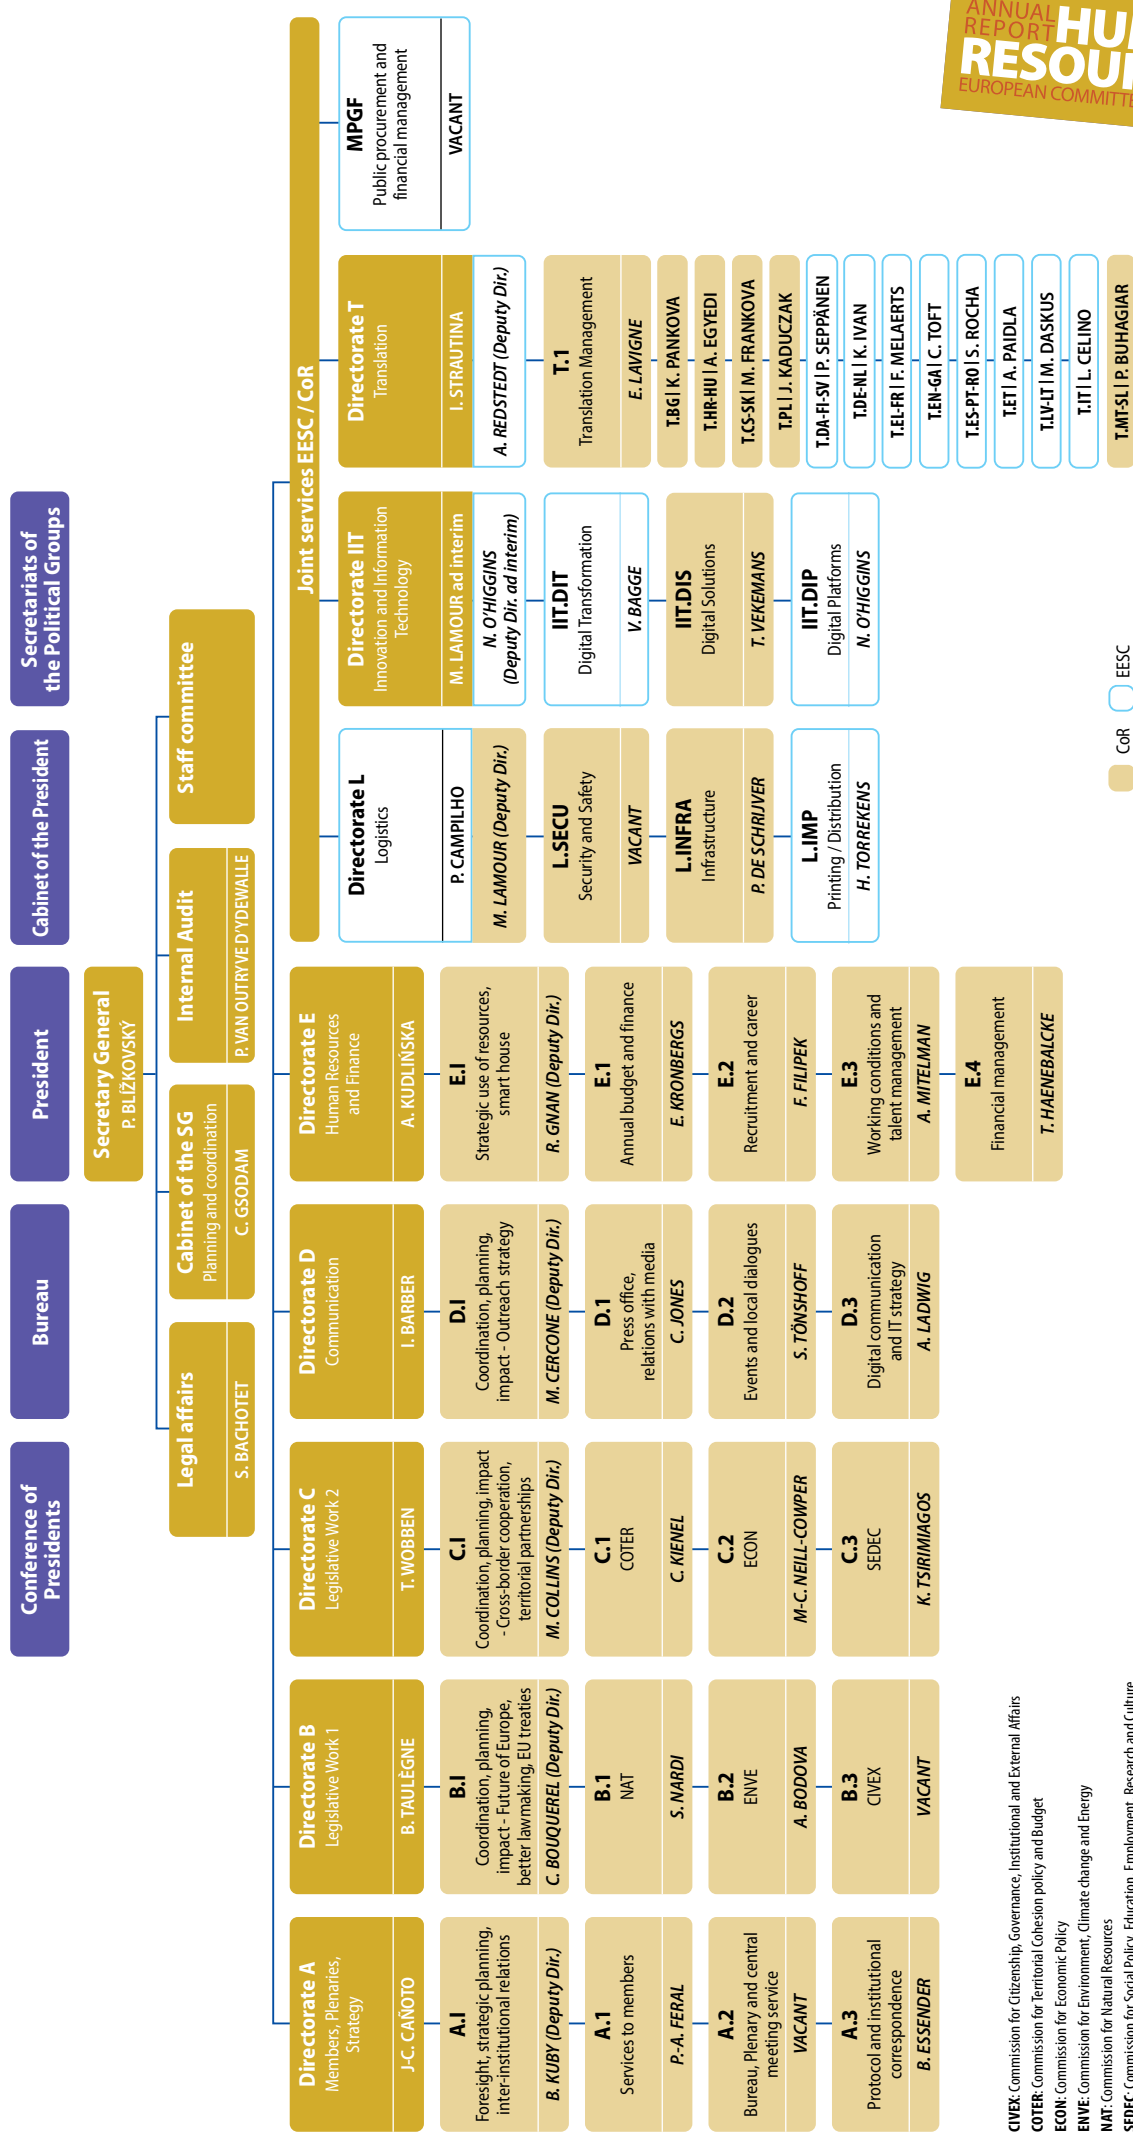 Conference of
Presidents
Bureau
President
Cabinet of the President
Secretariats of
the Political Groups
Secretary General
P. BLÍŽKOVSKÝ
Legal affairs
S. BACHOTET
Cabinet of the SG
Planning and coordination
C. GSODAM
Internal Audit
P. VAN OUTRYVE D'YDEWALLE
Staff committee
Directorate A
Members, Plenaries,
Strategy
J-C. CAÑOTO
A.I
Foresight, strategic planning,
inter-institutional relations
B. KUBY (Deputy Dir.)
A.1
Services to members
P.-A. FERAL
A.2
Bureau, Plenary and central
meeting service
VACANT
A.3
Protocol and institutional
correspondence
B. ESSENDER
Directorate B
Legislative Work 1
B. TAULÈGNE
B.I
Coordination, planning,
impact - Future of Europe,
better lawmaking, EU treaties
C. BOUQUEREL (Deputy Dir.)
B.1
NAT
S. NARDI
B.2
ENVE
A. BODOVA
B.3
CIVEX
VACANT
Directorate C
Legislative Work 2
T. WOBBEN
C.I
Coordination, planning, impact
- Cross-border cooperation,
territorial partnerships
M. COLLINS (Deputy Dir.)
C.1
COTER
C. KIENEL
C.2
ECON
M-C. NEILL-COWPER
C.3
SEDEC
K. TSIRIMIAGOS
Directorate D
Communication
I. BARBER
D.I
Coordination, planning,
impact - Outreach strategy
M. CERCONE (Deputy Dir.)
D.1
Press office,
relations with media
C. JONES
D.2
Events and local dialogues
S. TÖNSHOFF
D.3
Digital communication
and IT strategy
A. LADWIG
Directorate E
Human Resources
and Finance
A. KUDLIŃSKA
E.I
Strategic use of resources,
smart house
R. GNAN (Deputy Dir.)
E.1
Annual budget and finance
E. KRONBERGS
E.2
Recruitment and career
F. FILIPEK
E.3
Working conditions and
talent management
A. MITELMAN
E.4
Financial management
T. HAENEBALCKE
Joint services EESC / CoR
Directorate L
Logistics
P. CAMPILHO
M. LAMOUR (Deputy Dir.)
L.SECU
Security and Safety
VACANT
L.INFRA
Infrastructure
P. DE SCHRIJVER
L.IMP
Printing / Distribution
H. TORREKENS
Directorate IIT
Innovation and Information
Technology
M. LAMOUR ad interim
N. O'HIGGINS
(Deputy Dir. ad interim)
IIT.DIT
Digital Transformation
V. BAGGE
IIT.DIS
Digital Solutions
T. VEKEMANS
IIT.DIP
Digital Platforms
N. O'HIGGINS
Directorate T
Translation
I. STRAUTINA
A. REDSTEDT (Deputy Dir.)
T.1
Translation Management
E. LAVIGNE
T.BG | K. PANKOVA
T.HR-HU | A. EGYEDI
T.CS-SK | M. FRANKOVA
T.PL | J. KADUCZAK
T.DA-FI-SV | P. SEPPÄNEN
T.DE-NL | K. IVAN
T.EL-FR | F. MELAERTS
T.EN-GA | C. TOFT
T.ES-PT-RO | S. ROCHA
T.ET | A. PAIDLA
T.LV-LT | M. DASKUS
T.IT | L. CELINO
T.MT-SL | P. BUHAGIAR
MPGF
Public procurement and
financial management
VACANT
CIVEX: Commission for Citizenship, Governance, Institutional and External Affairs
COTER: Commission for Territorial Cohesion policy and Budget
ECON: Commission for Economic Policy
ENVE: Commission for Environment, Climate change and Energy
NAT: Commission for Natural Resources
SEDEC: Commission for Social Policy, Education, Employment, Research and Culture
CoR
EESC
ANNUAL
REPORT
EUROPEAN